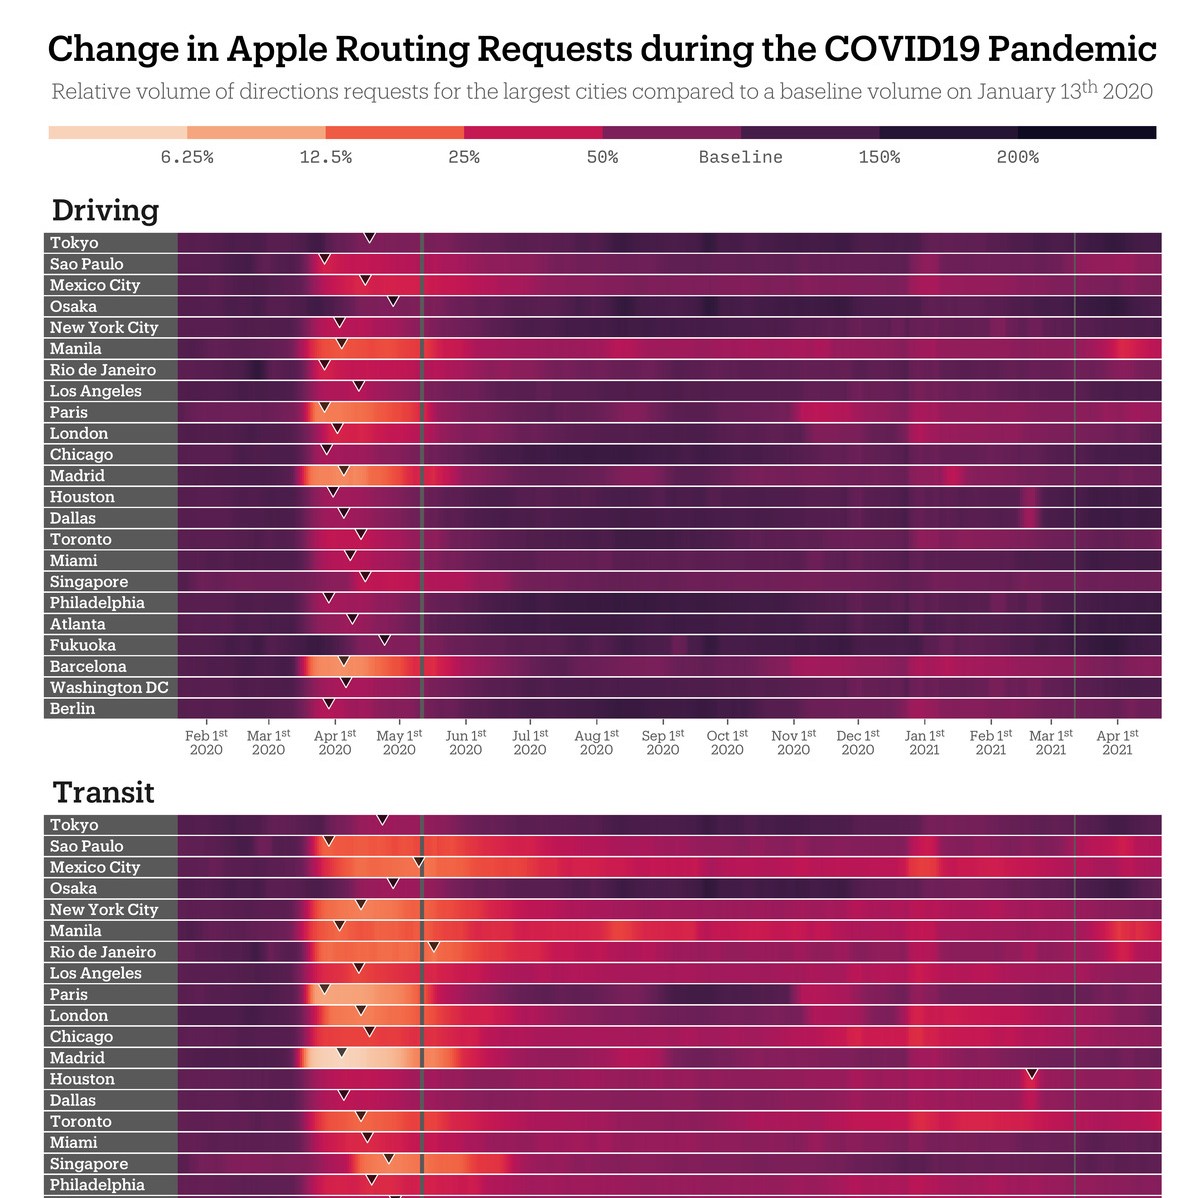 Change in Apple Routing Requests during the COVID19 Pandemic
Relative volume of directions requests for the largest cities compared to a baseline volume on January 13th 2020
6.25% 12.5% 25% 50% Baseline 150% 200%
Driving
Tokyo
Sao Paulo
Mexico City
Osaka
New York City
Manila
Rio de Janeiro
Los Angeles
Paris
London
Chicago
Madrid
Houston
Dallas
Toronto
Miami
Singapore
Philadelphia
Atlanta
Fukuoka
Barcelona
Washington DC
Berlin
Feb 1st Mar 1st Apr 1st May 1st Jun 1st Jul 1st Aug 1st Sep 1st Oct 1st Nov 1st Dec 1st Jan 1st Feb 1st Mar 1st Apr 1st
2020 2020 2020 2020 2020 2020 2020 2020 2020 2020 2020 2021 2021 2021 2021
Transit
Tokyo
Sao Paulo
Mexico City
Osaka
New York City
Manila
Rio de Janeiro
Los Angeles
Paris
London
Chicago
Madrid
Houston
Dallas
Toronto
Miami
Singapore
Philadelphia